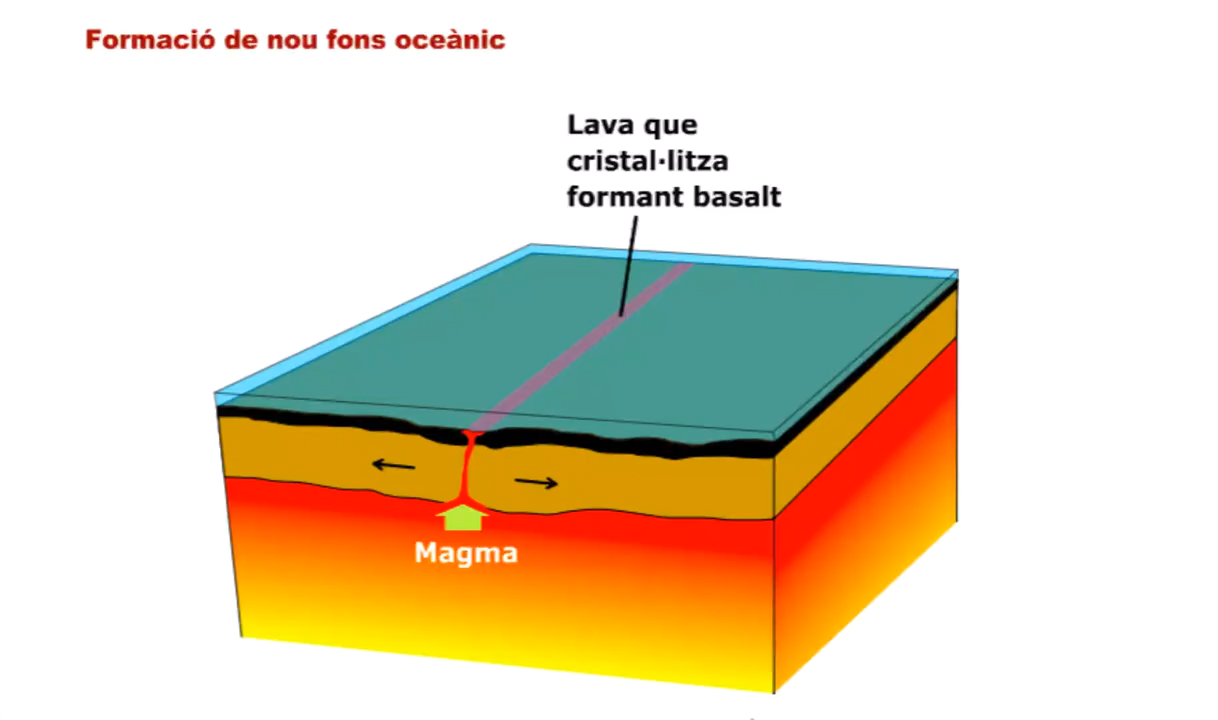 Formació de nou fons oceànic
Lava que
cristal·litza
formant basalt
Magma